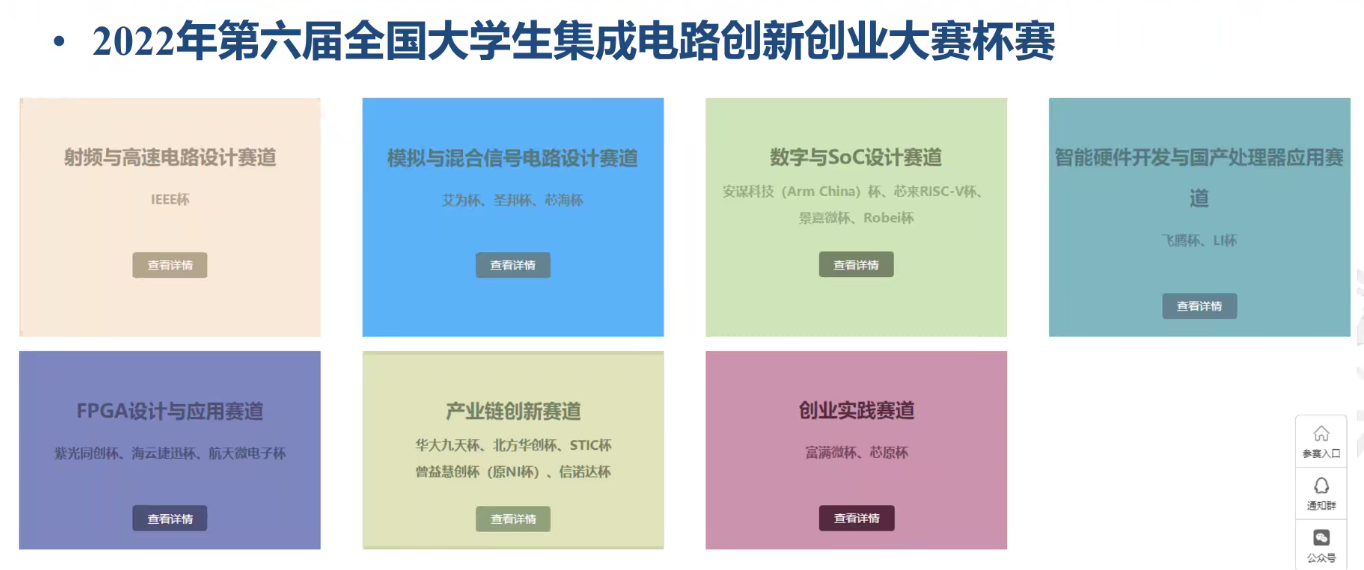 • 2022年第六届全国大学生集成电路创新创业大赛杯赛
射频与高速电路设计赛道
IEEE杯
查看详情
模拟与混合信号电路设计赛道
艾为杯、圣邦杯、芯海杯
查看详情
数字与SoC设计赛道
安谋科技（Arm China）杯、芯来RISC-V杯、
景嘉微杯、Robei杯
查看详情
智能硬件开发与国产处理器应用赛
道
飞腾杯、LI杯
查看详情
FPGA设计与应用赛道
紫光同创杯、海云捷迅杯、航天微电子杯
查看详情
产业链创新赛道
华大九天杯、北方华创杯、STIC杯
曾益慧创杯（原NI杯）、信诺达杯
查看详情
创业实践赛道
富满微杯、芯原杯
查看详情
参赛入口
通知群
公众号